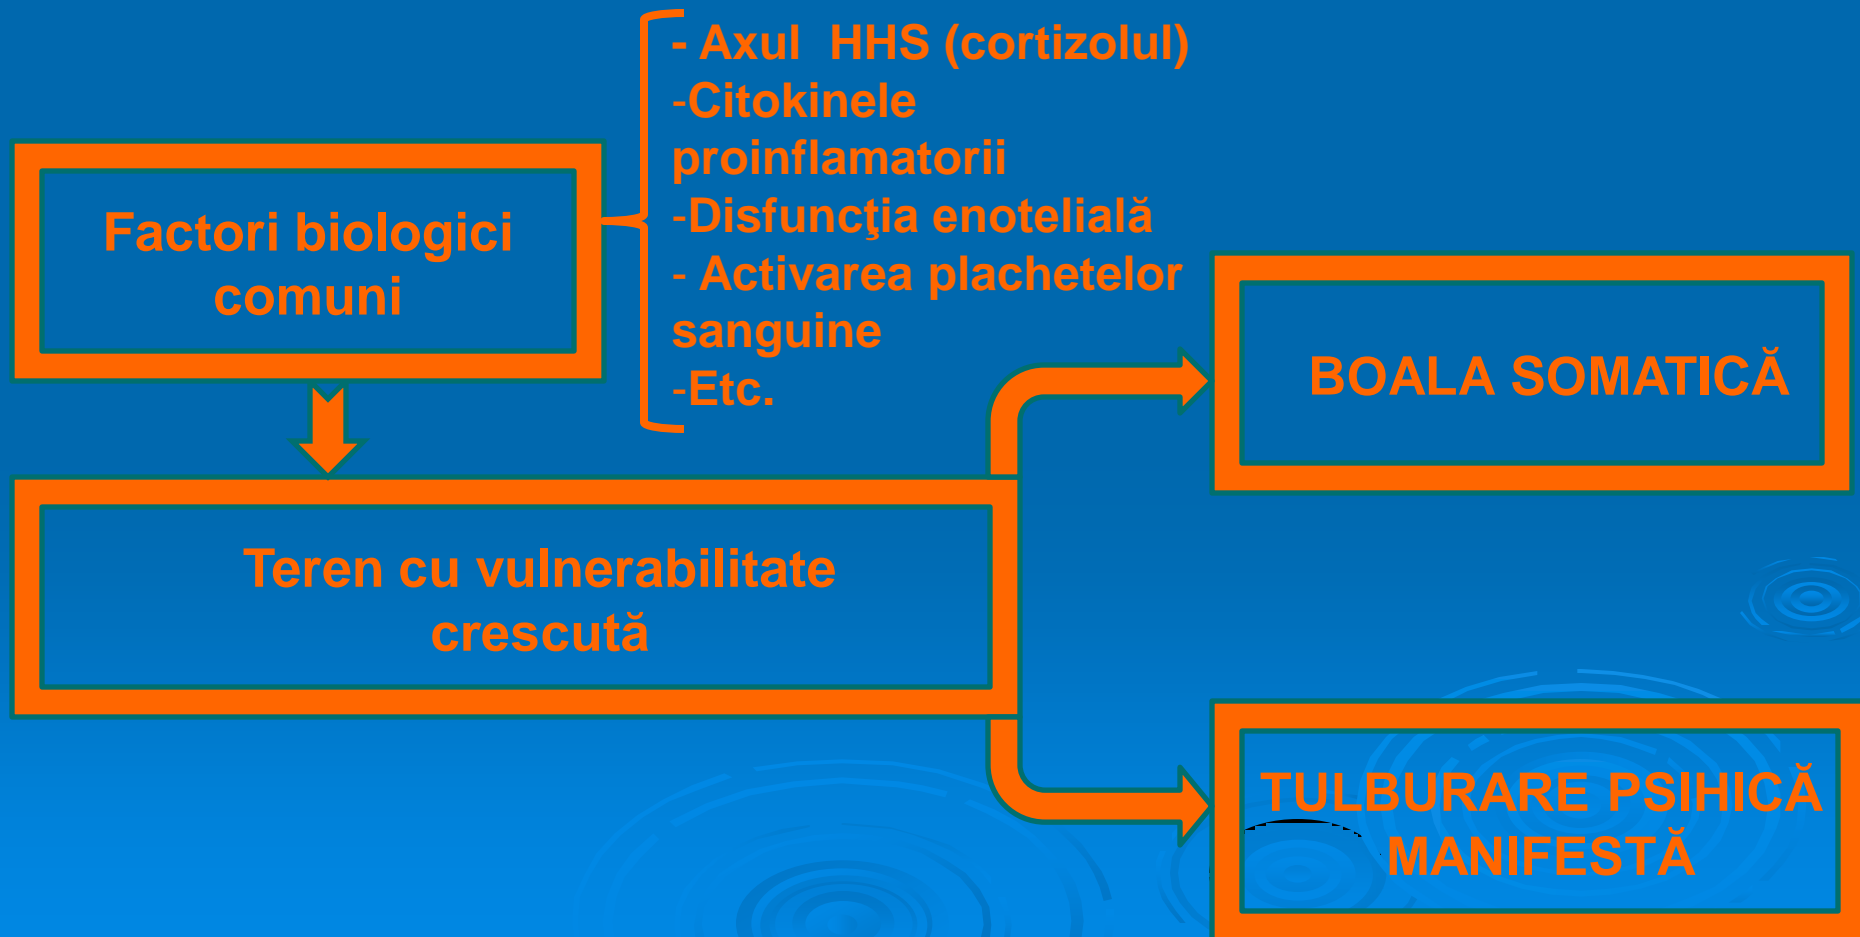 - Axul  HHS (cortizolul)
-Citokinele
proinflamatorii
-Disfuncţia enotelială
- Activarea plachetelor
sanguine
-Etc.
Factori biologici
comuni
BOALA SOMATICĂ
Teren cu vulnerabilitate
crescută
TULBURARE PSIHICĂ
MANIFESTĂ